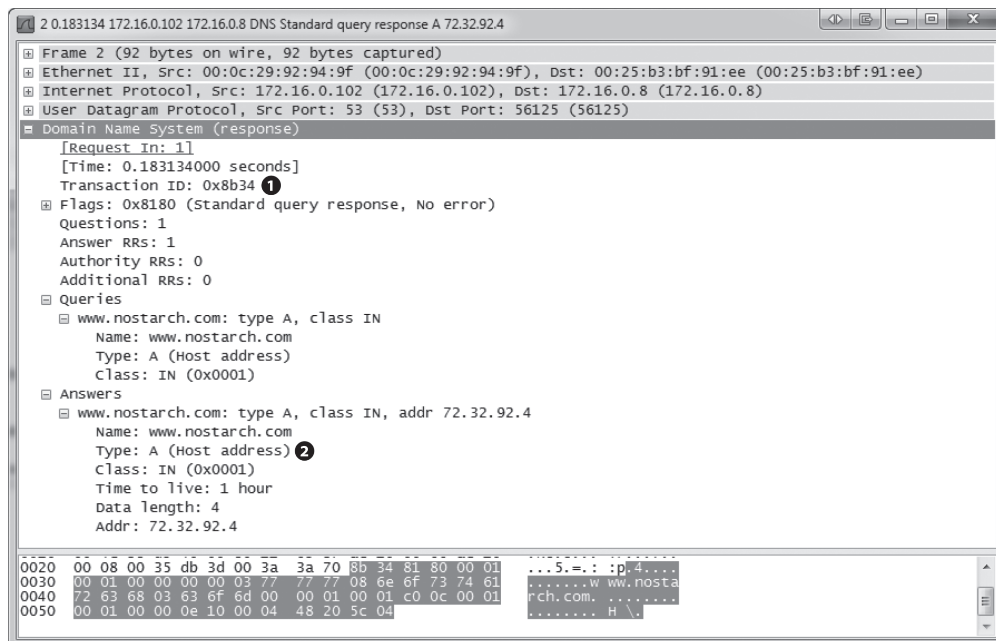 2 0.183134 172.16.0.102 172.16.0.8 DNS Standard query response A 72.32.92.4
Frame 2 (92 bytes on wire, 92 bytes captured)
Ethernet II, Src: 00:0c:29:92:94:9f (00:0c:29:92:94:9f), Dst: 00:25:b3:bf:91:ee (00:25:b3:bf:91:ee)
Internet Protocol, Src: 172.16.0.102 (172.16.0.102), Dst: 172.16.0.8 (172.16.0.8)
User Datagram Protocol, Src Port: 53 (53), Dst Port: 56125 (56125)
Domain Name System (response)
[Request In: 1]
[Time: 0.183134000 seconds]
Transaction ID: 0x8b34 ❶
Flags: 0x8180 (Standard query response, No error)
Questions: 1
Answer RRs: 1
Authority RRs: 0
Additional RRs: 0
Queries
www.nostarch.com: type A, class IN
Name: www.nostarch.com
Type: A (Host address)
Class: IN (0x0001)
Answers
www.nostarch.com: type A, class IN, addr 72.32.92.4
Name: www.nostarch.com
Type: A (Host address) ❷
Class: IN (0x0001)
Time to live: 1 hour
Data length: 4
Addr: 72.32.92.4
0020 00 08 00 35 db 3d 00 3a 3a 70 8b 34 81 80 00 01 ...5.=.: :p.4....
0030 00 01 00 00 00 00 03 77 77 77 08 6e 6f 73 74 61 .......w ww.nosta
0040 72 63 68 03 63 6f 6d 00 00 01 00 01 c0 0c 00 01 rch.com. ........
0050 00 01 00 00 0e 10 00 04 48 20 5c 04 ........ H \.